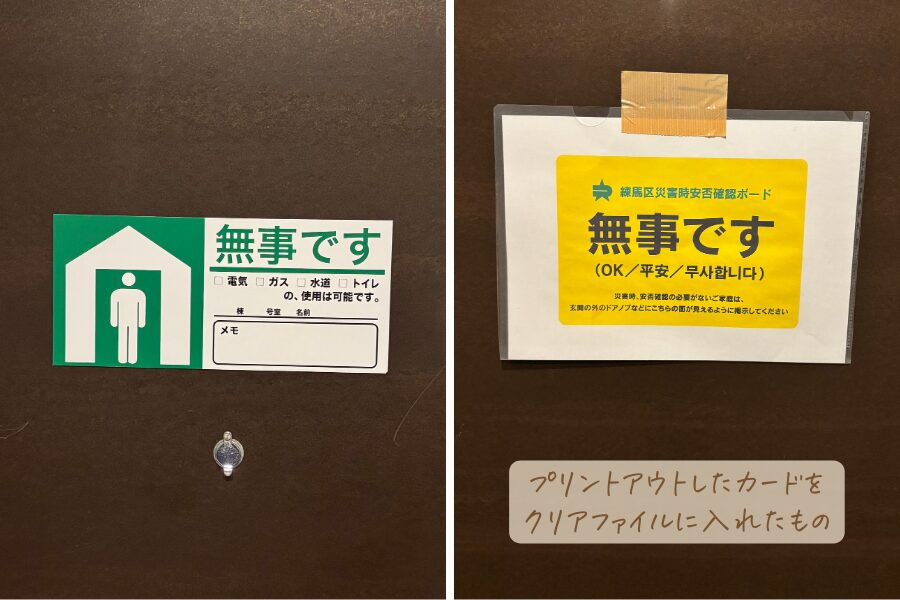 無事です
□ 電気 □ ガス □ 水道 □ トイレ
の、使用は可能です。
棟 号室 名前
メモ
練馬区災害時安否確認ボード
無事です
(OK/平安/무사합니다)
災害時、安否確認の必要がないご家庭は、
玄関の外のドアノブなどにこちらの面が見えるように掲示してください
プリントアウトしたカードを
クリアファイルに入れたもの